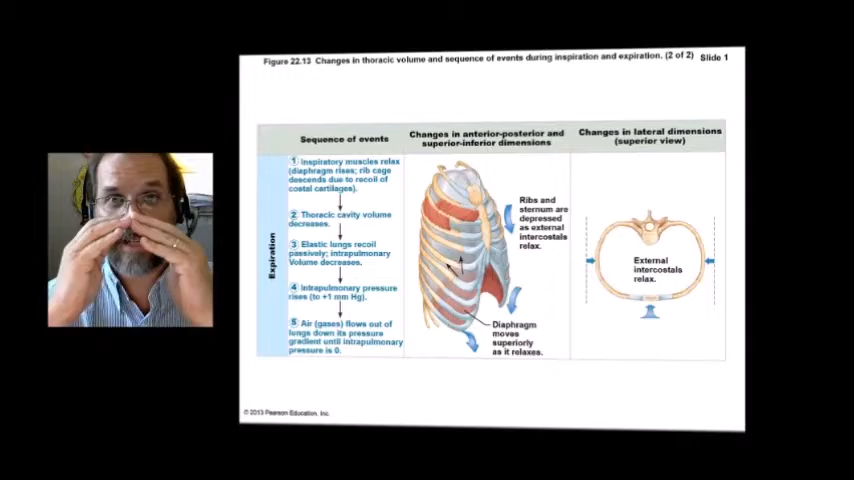 Figure 22.13 Changes in thoracic volume and sequence of events during inspiration and expiration. (2 of 2) Slide 1
Sequence of events
Changes in anterior-posterior and
superior-inferior dimensions
Changes in lateral dimensions
(superior view)
Expiration
1 Inspiratory muscles relax
(diaphragm rises; rib cage
descends due to recoil of
costal cartilages).
2 Thoracic cavity volume
decreases.
3 Elastic lungs recoil
passively; intrapulmonary
Volume decreases.
4 Intrapulmonary pressure
rises (to +1 mm Hg).
5 Air (gases) flows out of
lungs down its pressure
gradient until intrapulmonary
pressure is 0.
Ribs and
sternum are
depressed
as external
intercostals
relax.
Diaphragm
moves
superiorly
as it relaxes.
External
intercostals
relax.
© 2013 Pearson Education, Inc.